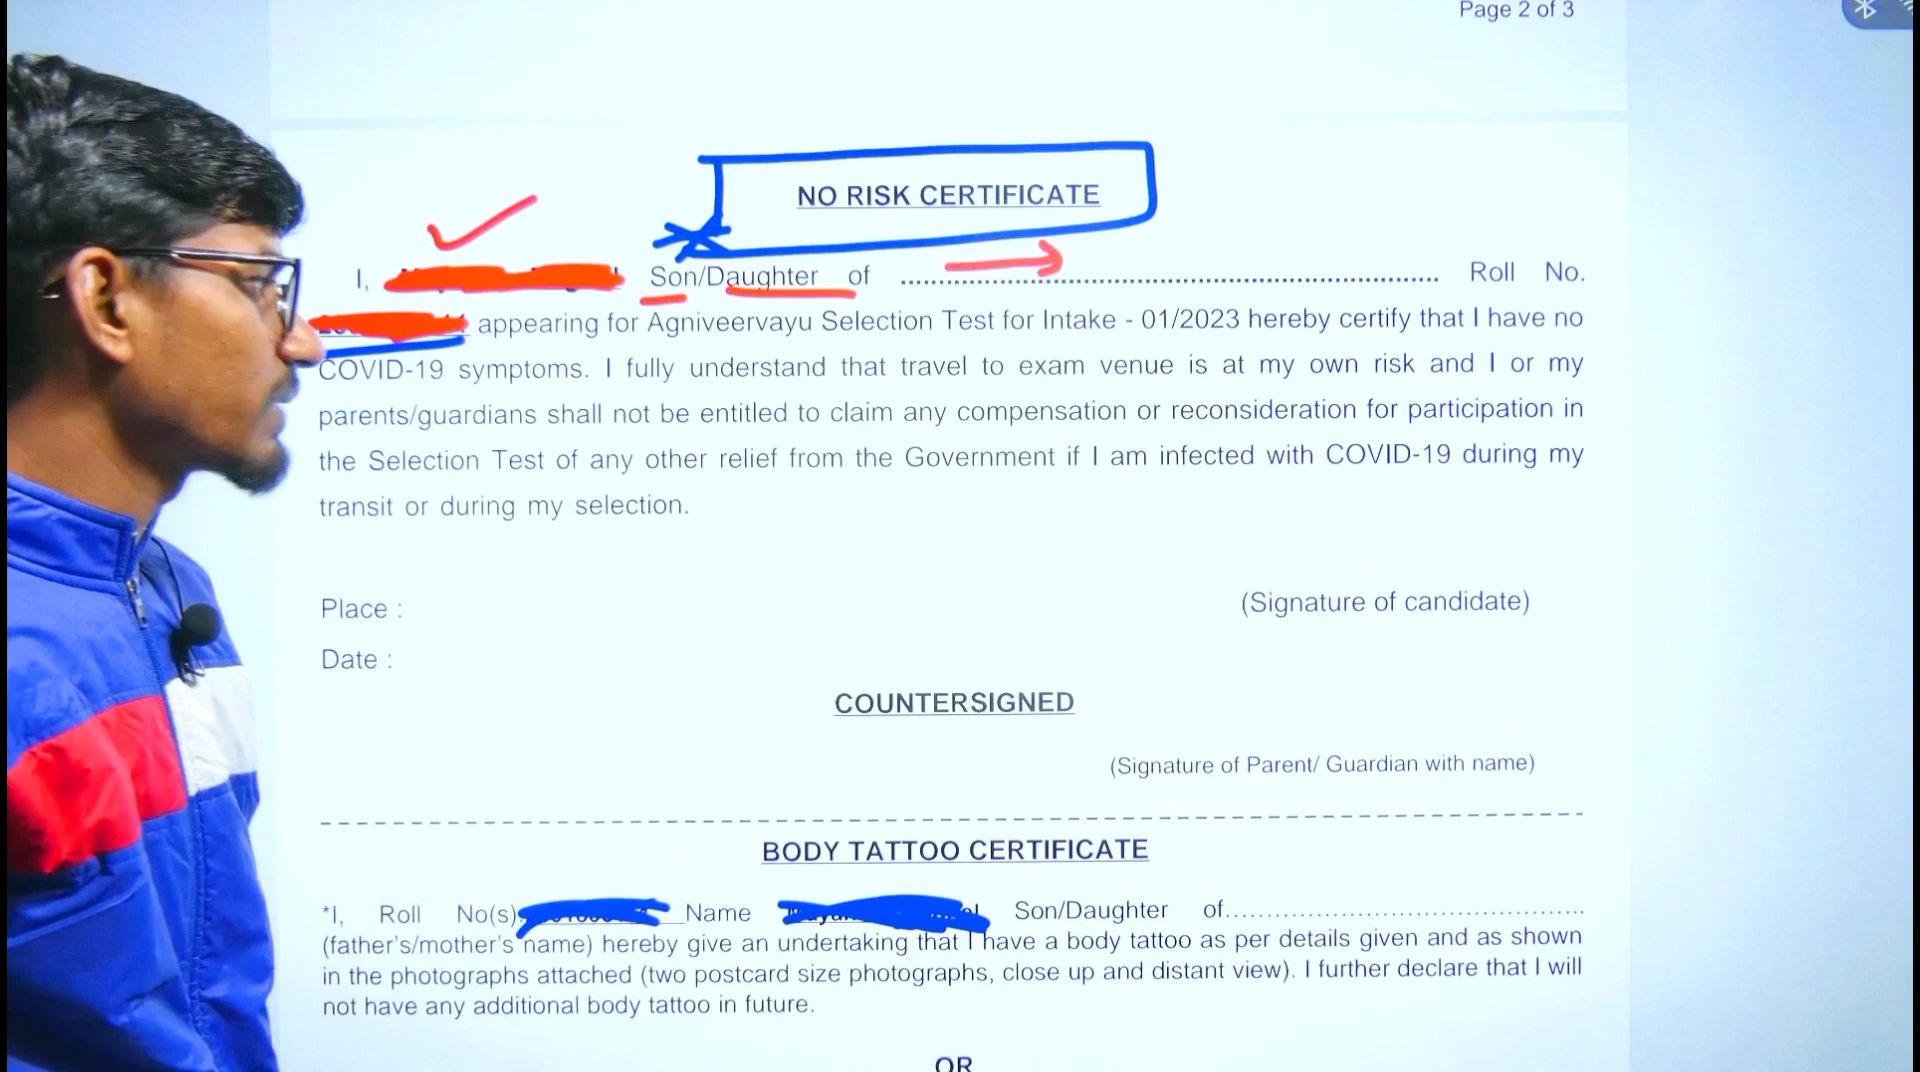 Page 2 of 3
NO RISK CERTIFICATE
I, Son/Daughter of ........................................................................ Roll No.
appearing for Agniveervayu Selection Test for Intake - 01/2023 hereby certify that I have no
COVID-19 symptoms. I fully understand that travel to exam venue is at my own risk and I or my
parents/guardians shall not be entitled to claim any compensation or reconsideration for participation in
the Selection Test of any other relief from the Government if I am infected with COVID-19 during my
transit or during my selection.
Place :
(Signature of candidate)
Date :
COUNTERSIGNED
(Signature of Parent/ Guardian with name)
BODY TATTOO CERTIFICATE
*I, Roll No(s) Name Son/Daughter of..........................................
(father's/mother's name) hereby give an undertaking that I have a body tattoo as per details given and as shown
in the photographs attached (two postcard size photographs, close up and distant view). I further declare that I will
not have any additional body tattoo in future.
OR